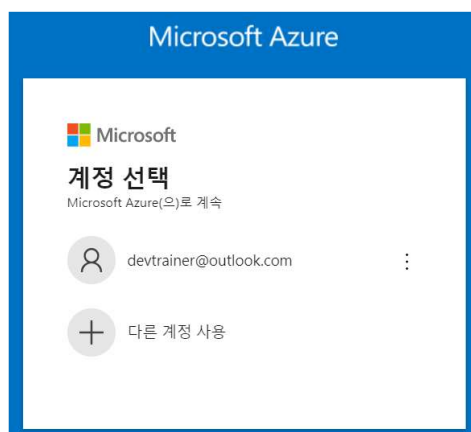 Microsoft Azure
Microsoft
계정 선택
Microsoft Azure(으)로 계속
devtrainer@outlook.com
다른 계정 사용